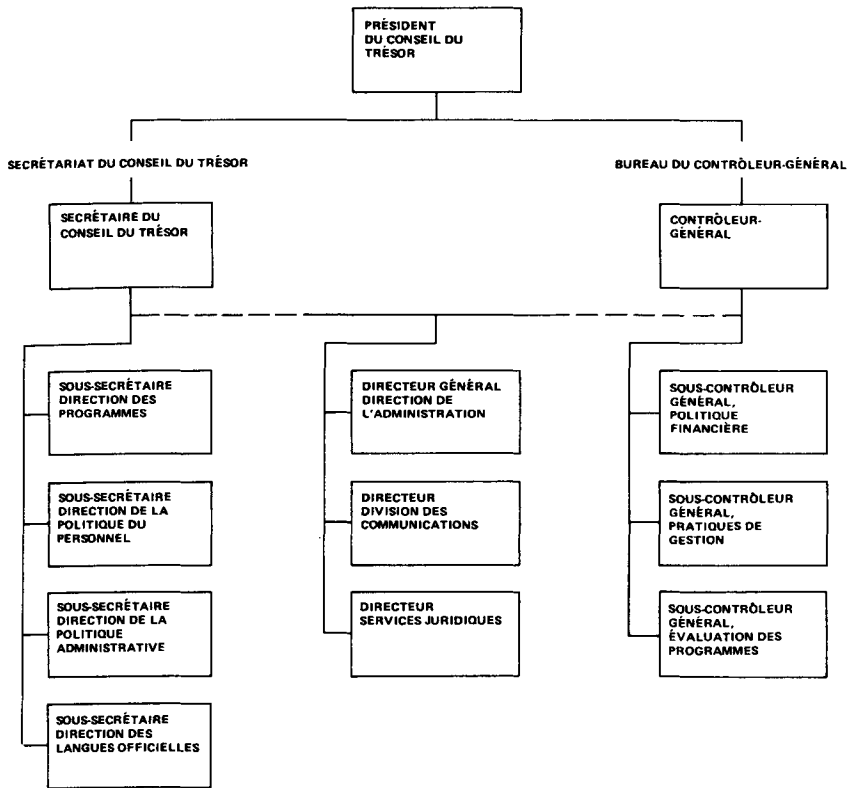 PRÉSIDENT
DU CONSEIL DU
TRÉSOR
SECRÉTARIAT DU CONSEIL DU TRÉSOR
BUREAU DU CONTRÔLEUR-GÉNÉRAL
SECRÉTAIRE DU
CONSEIL DU TRÉSOR
CONTRÔLEUR-
GÉNÉRAL
SOUS-SECRÉTAIRE
DIRECTION DES
PROGRAMMES
DIRECTEUR GÉNÉRAL
DIRECTION DE
L'ADMINISTRATION
SOUS-CONTRÔLEUR
GÉNÉRAL,
POLITIQUE
FINANCIÈRE
SOUS-SECRÉTAIRE
DIRECTION DE LA
POLITIQUE DU
PERSONNEL
DIRECTEUR
DIVISION DES
COMMUNICATIONS
SOUS-CONTRÔLEUR
GÉNÉRAL,
PRATIQUES DE
GESTION
SOUS-SECRÉTAIRE
DIRECTION DE LA
POLITIQUE
ADMINISTRATIVE
DIRECTEUR
SERVICES JURIDIQUES
SOUS-CONTRÔLEUR
GÉNÉRAL,
ÉVALUATION DES
PROGRAMMES
SOUS-SECRÉTAIRE
DIRECTION DES
LANGUES OFFICIELLES